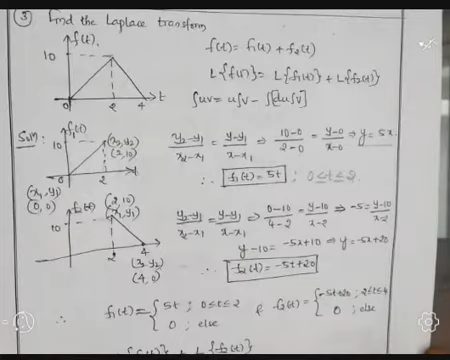 ③ Find the Laplace transform
f(t)
10
0 2 4 t
f(t) = f₁(t) + f₂(t)
L{f(t)} = L{f₁(t)} + L{f₂(t)}
∫uv = u∫v - ∫[du∫v]
Soln:
f₁(t)
10
(x₂, y₂)
(2, 10)
0 2 t
(x₁, y₁)
(0, 0)
y₂-y₁/x₂-x₁ = y-y₁/x-x₁ ⇒ 10-0/2-0 = y-0/x-0 ⇒ y = 5x
∴ f₁(t) = 5t ; 0≤t≤2
f₂(t)
10
(2, 10)
(x₁, y₁)
2 4
(x₂, y₂)
(4, 0)
y₂-y₁/x₂-x₁ = y-y₁/x-x₁ ⇒ 0-10/4-2 = y-10/x-2 ⇒ -5 = y-10/x-2
y-10 = -5x+10 ⇒ y = -5x+20
∴ f₂(t) = -5t+20
∴ f₁(t) = { 5t ; 0≤t≤2 & f₂(t) = { -5t+20 ; 2≤t≤4
0 ; else 0 ; else